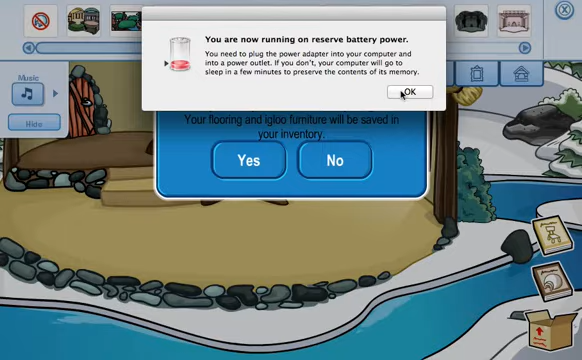 You are now running on reserve battery power.
You need to plug the power adapter into your computer and
into a power outlet. If you don't, your computer will go to
sleep in a few minutes to preserve the contents of its memory.
OK
Music
Hide
Your flooring and igloo furniture will be saved in
your inventory.
Yes
No